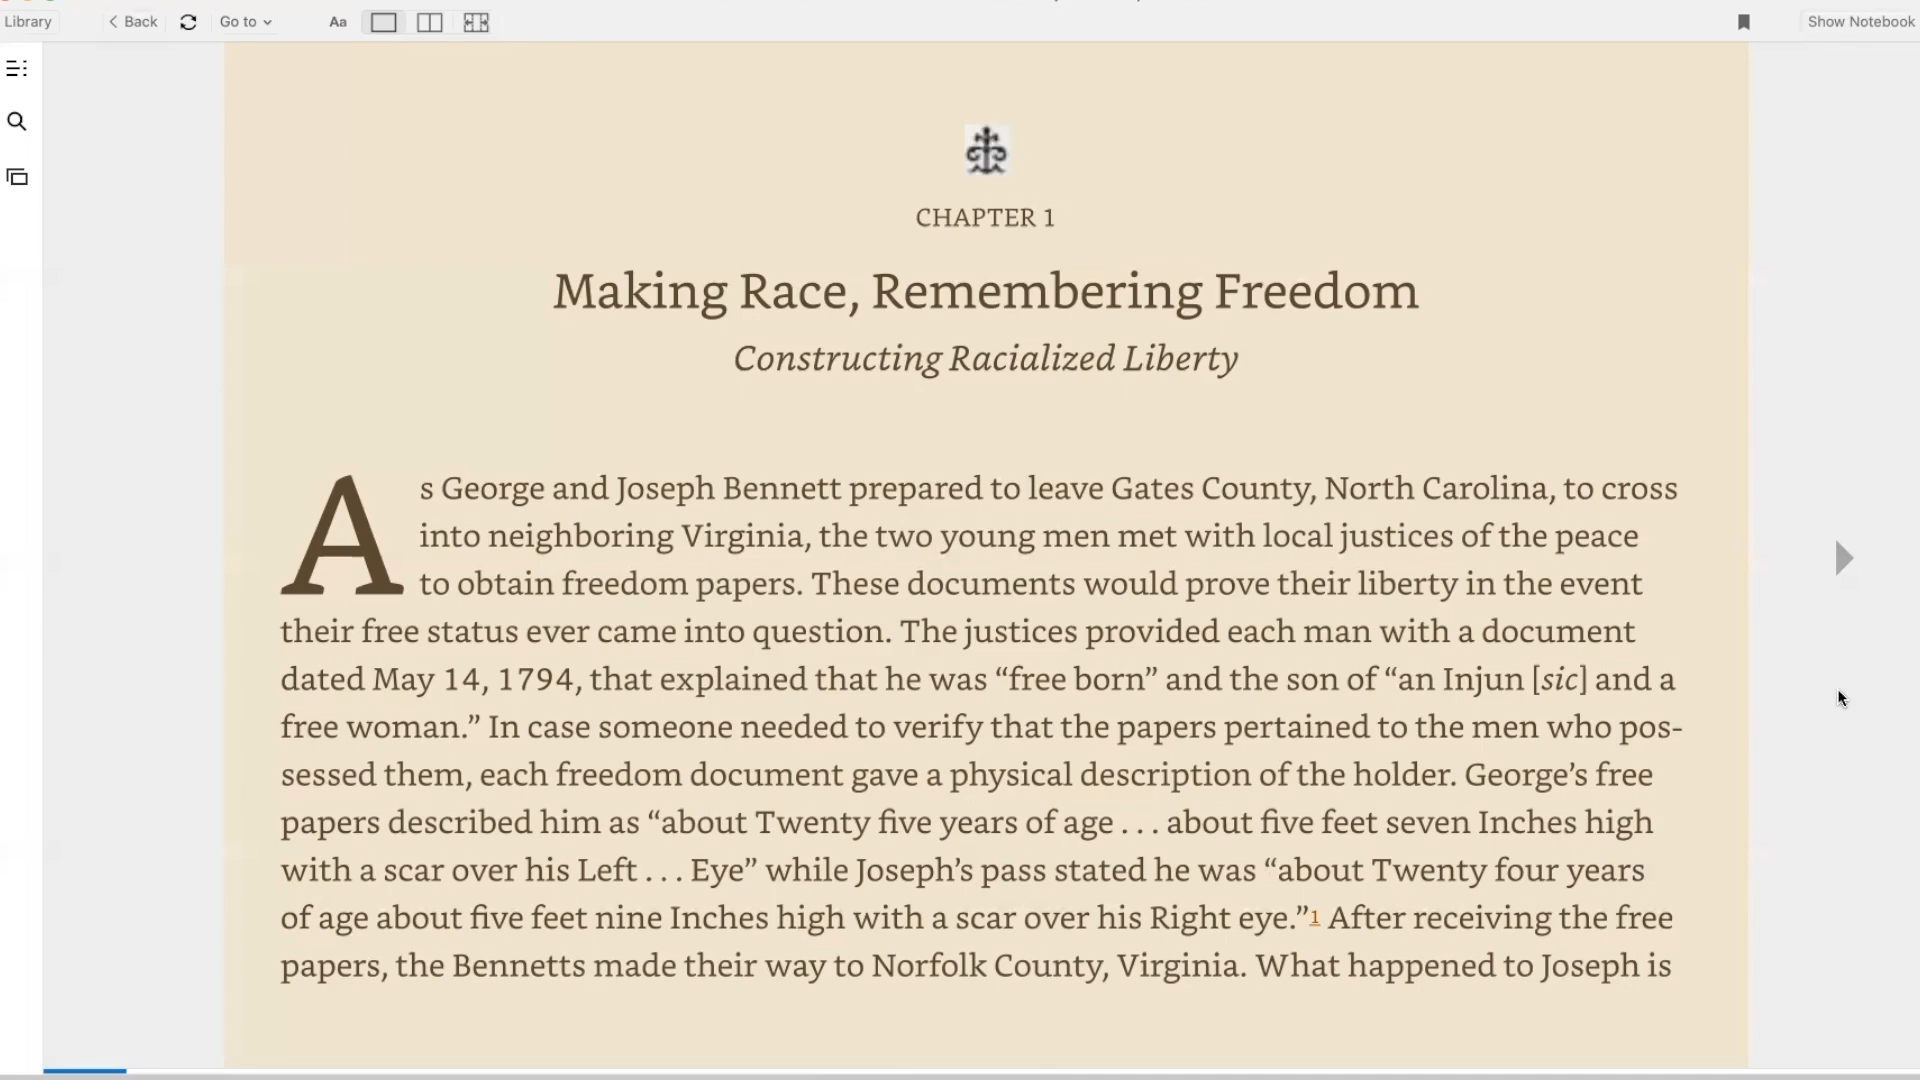 Library
Back
Go to
Aa
Show Notebook
CHAPTER 1
Making Race, Remembering Freedom
Constructing Racialized Liberty
As George and Joseph Bennett prepared to leave Gates County, North Carolina, to cross
into neighboring Virginia, the two young men met with local justices of the peace
to obtain freedom papers. These documents would prove their liberty in the event
their free status ever came into question. The justices provided each man with a document
dated May 14, 1794, that explained that he was “free born” and the son of “an Injun [sic] and a
free woman.” In case someone needed to verify that the papers pertained to the men who pos-
sessed them, each freedom document gave a physical description of the holder. George’s free
papers described him as “about Twenty five years of age . . . about five feet seven Inches high
with a scar over his Left . . . Eye” while Joseph’s pass stated he was “about Twenty four years
of age about five feet nine Inches high with a scar over his Right eye.”1 After receiving the free
papers, the Bennetts made their way to Norfolk County, Virginia. What happened to Joseph is